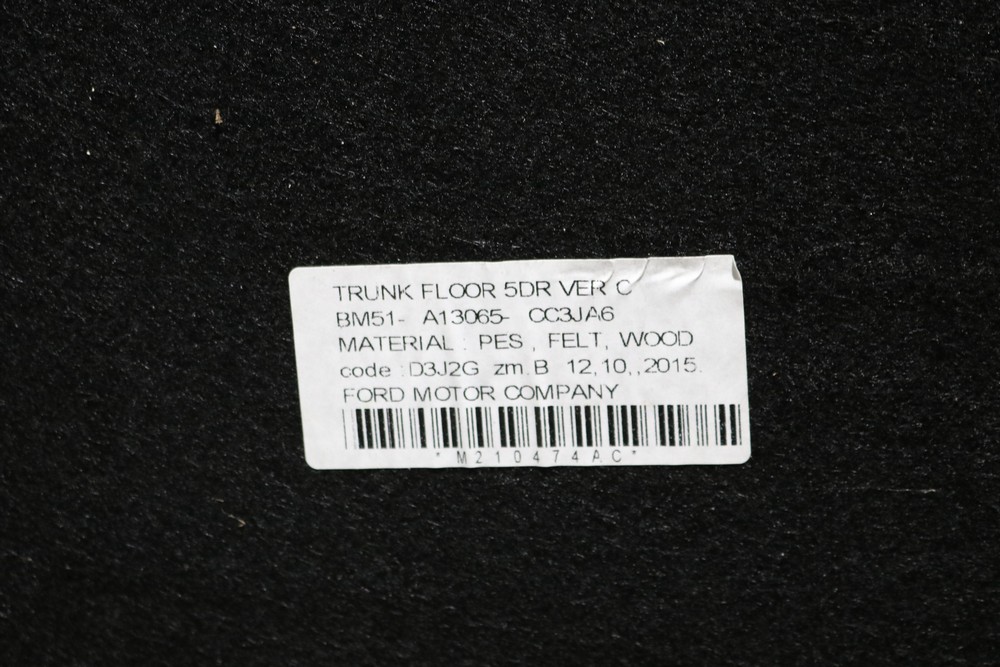 TRUNK FLOOR 5DR VER C
BM51- A13065- CC3JA6
MATERIAL : PES , FELT, WOOD
code : D3J2G zm.B 12,10,,2015.
FORD MOTOR COMPANY
*M210474AC*